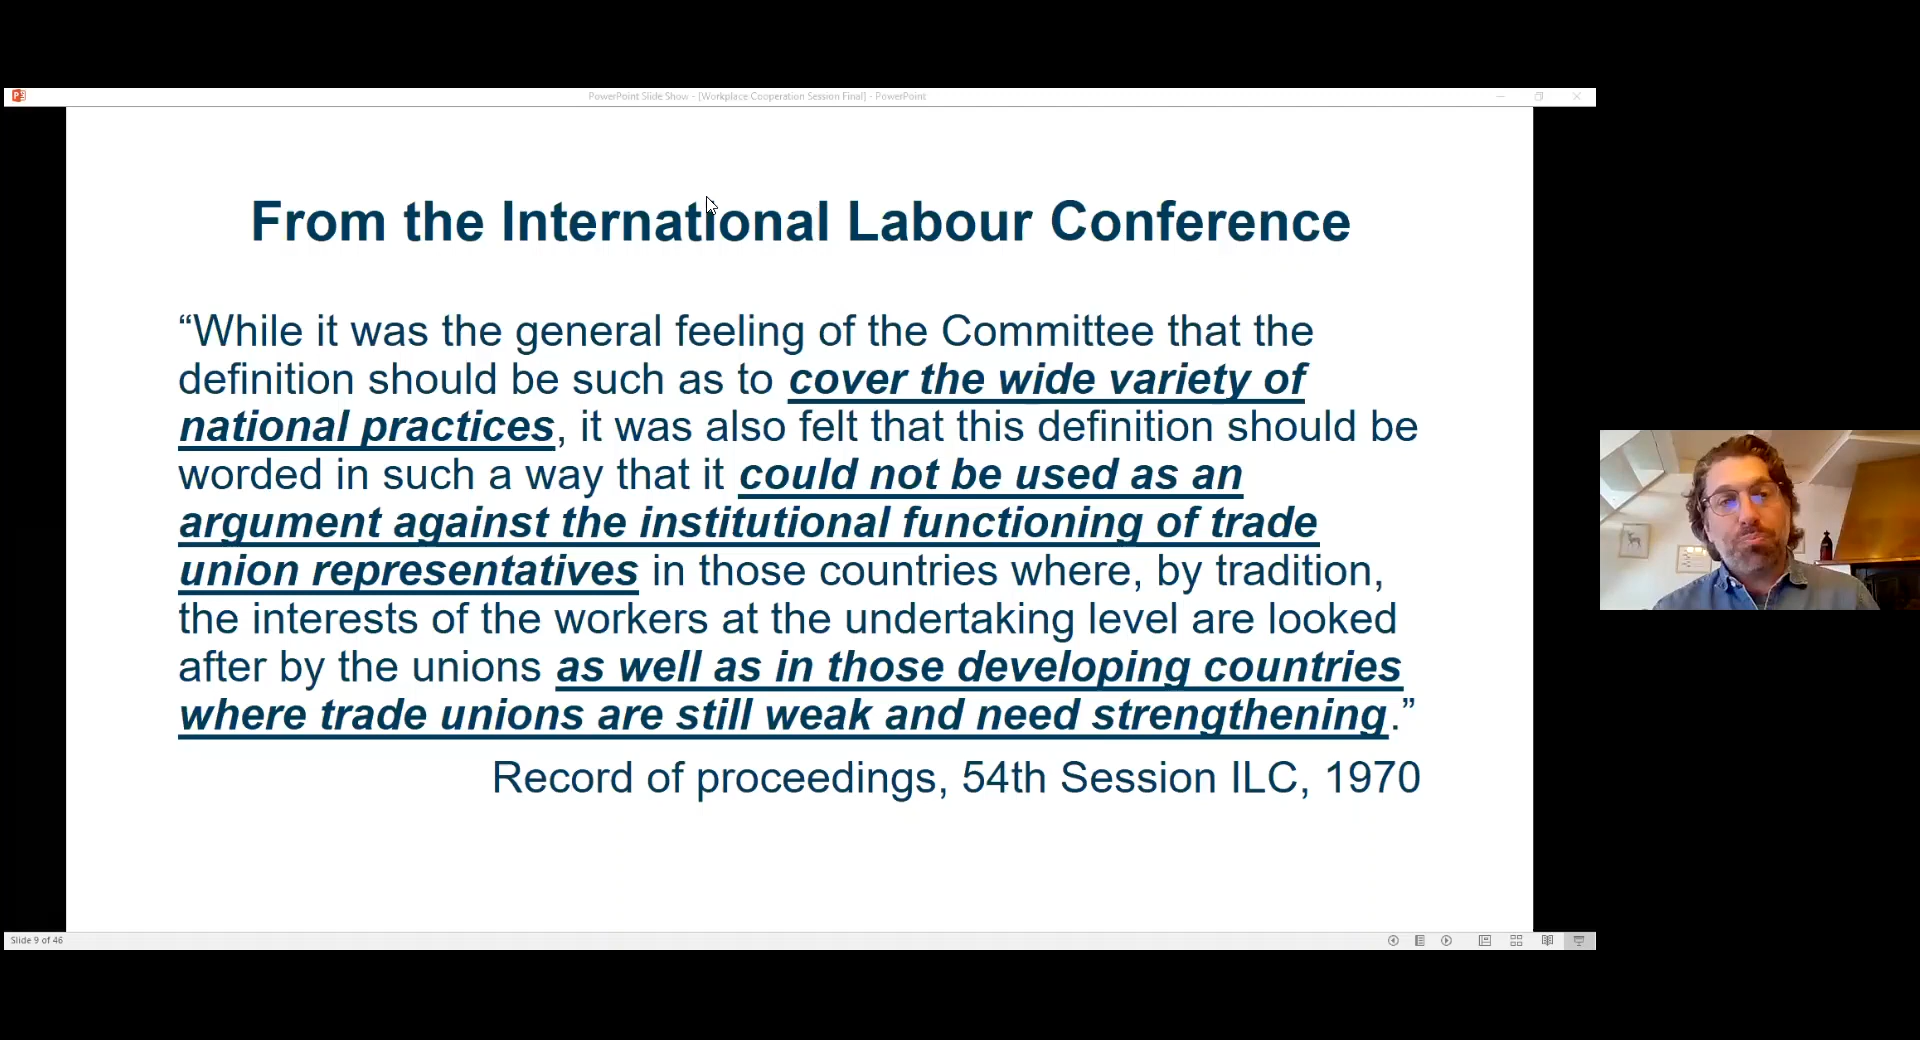 PowerPoint Slide Show - [Workplace Cooperation Session Final] - PowerPoint
From the International Labour Conference
“While it was the general feeling of the Committee that the
definition should be such as to cover the wide variety of
national practices, it was also felt that this definition should be
worded in such a way that it could not be used as an
argument against the institutional functioning of trade
union representatives in those countries where, by tradition,
the interests of the workers at the undertaking level are looked
after by the unions as well as in those developing countries
where trade unions are still weak and need strengthening.”
Record of proceedings, 54th Session ILC, 1970
Slide 9 of 46